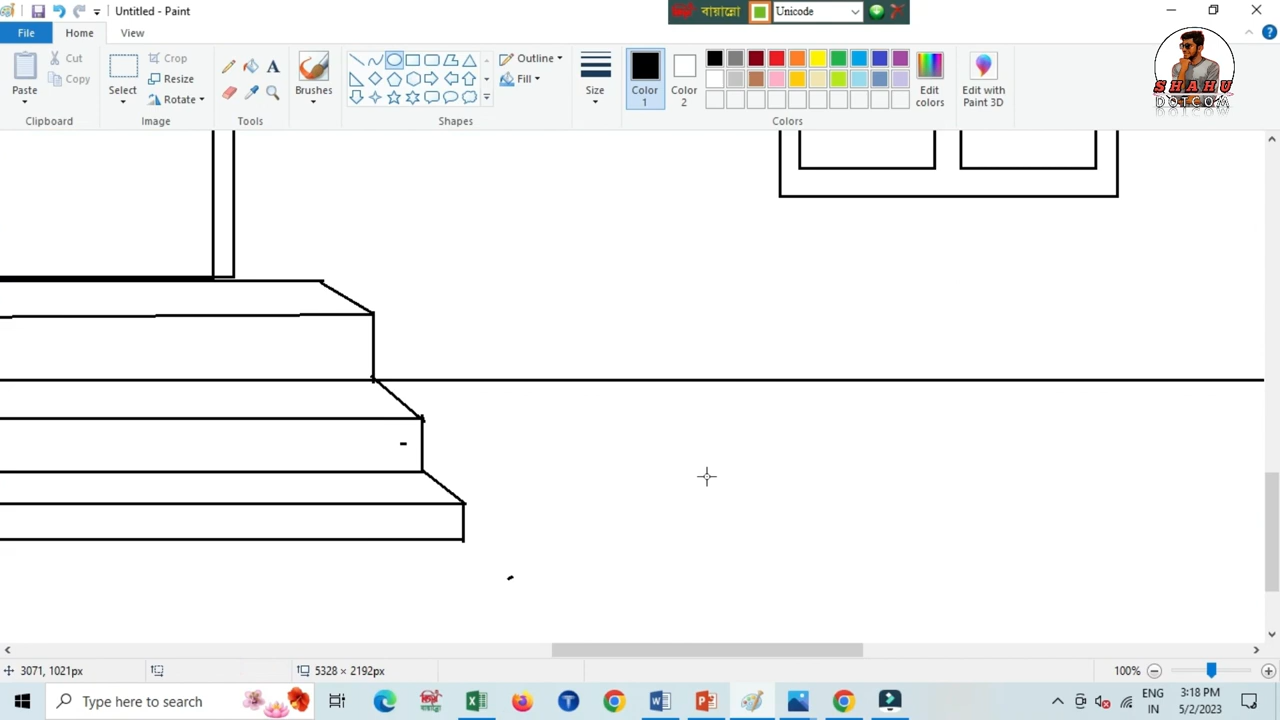 Untitled - Paint
বায়ান্নো
Unicode
File
Home
View
Paste
Cut
Copy
Clipboard
Select
Crop
Resize
Rotate
Image
Tools
Brushes
Shapes
Outline
Fill
Size
Color 1
Color 2
Edit colors
Colors
Edit with Paint 3D
SHAHU
DOTCOM
3071, 1021px
5328 × 2192px
100%
Type here to search
ENG
IN
3:18 PM
5/2/2023